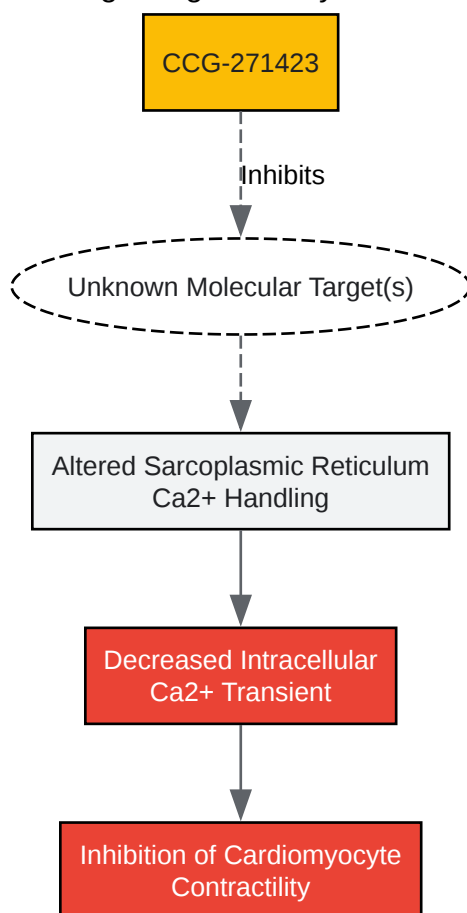 CCG-271423
Inhibits
Unknown Molecular Target(s)
Altered Sarcoplasmic Reticulum
Ca2+ Handling
Decreased Intracellular
Ca2+ Transient
Inhibition of Cardiomyocyte
Contractility